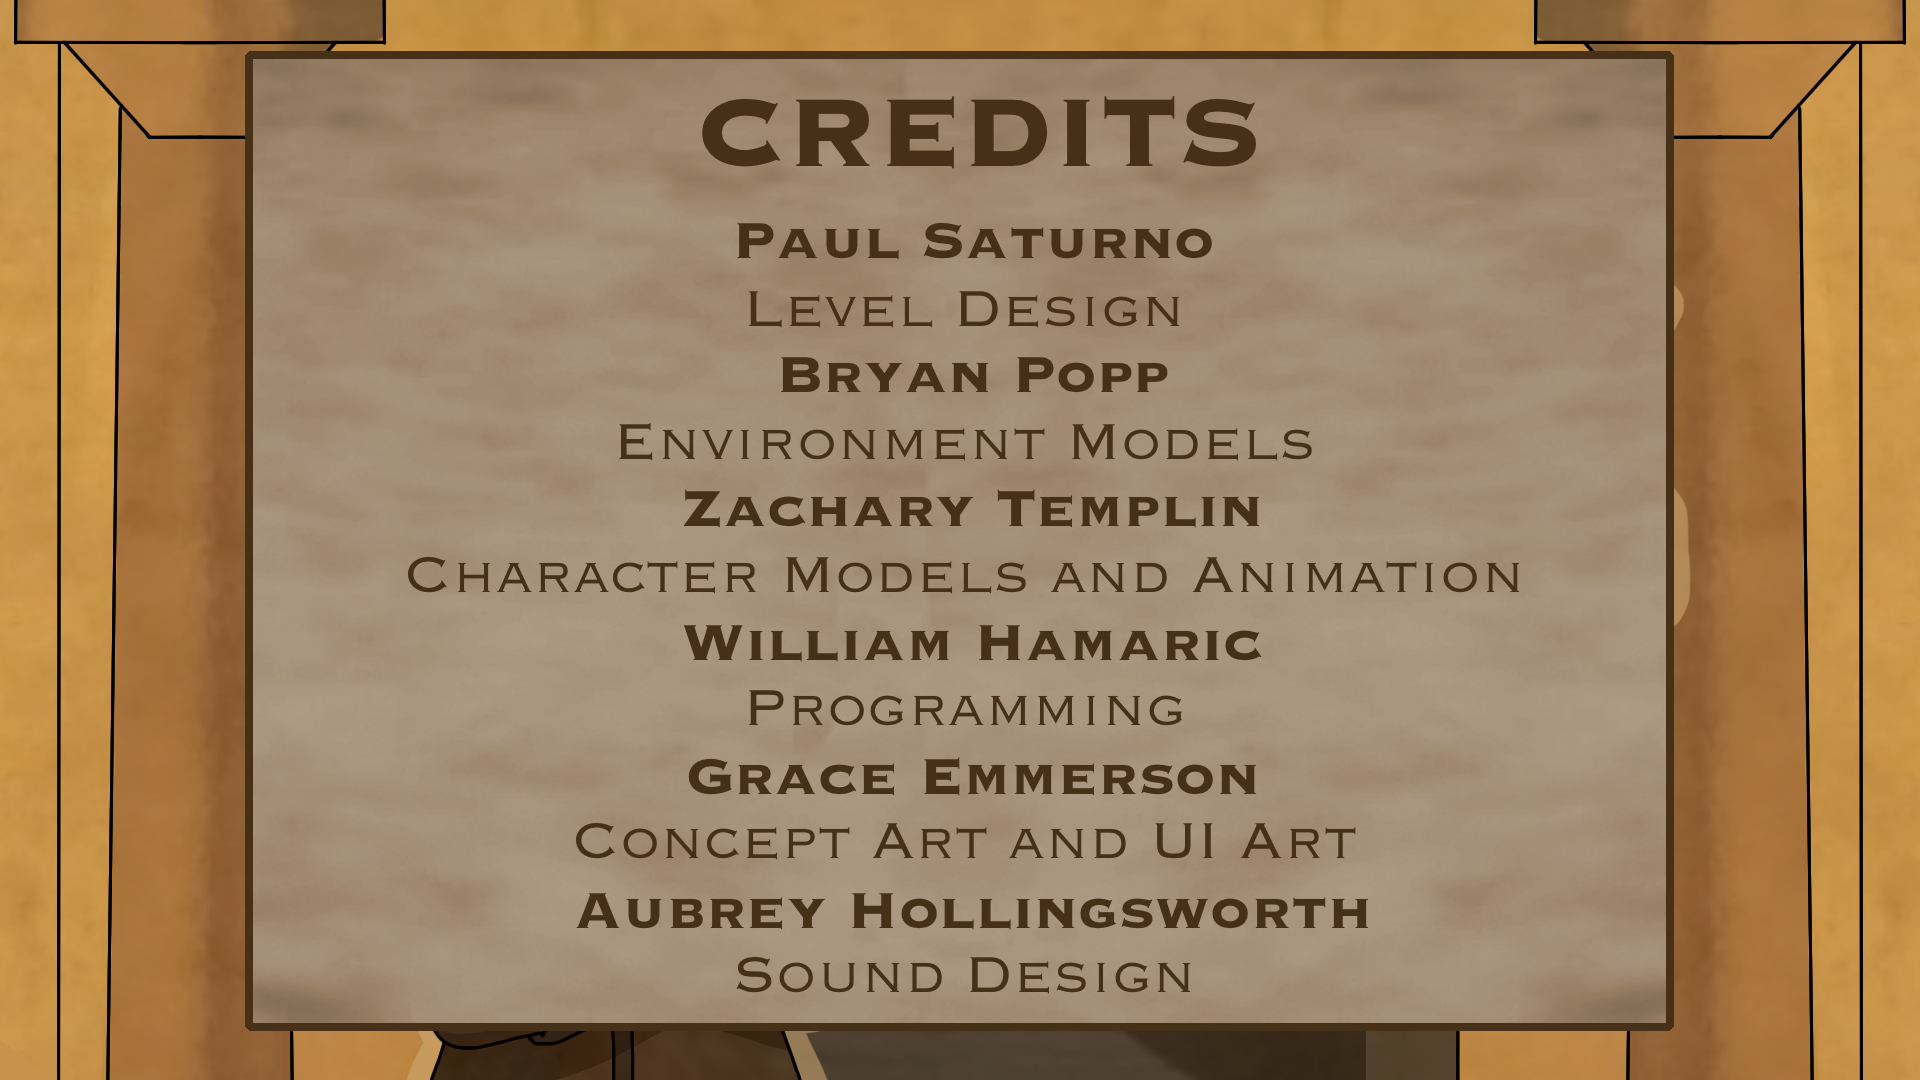 CREDITS
Paul Saturno
Level Design
Bryan Popp
Environment Models
Zachary Templin
Character Models and Animation
William Hamaric
Programming
Grace Emmerson
Concept Art and UI Art
Aubrey Hollingsworth
Sound Design